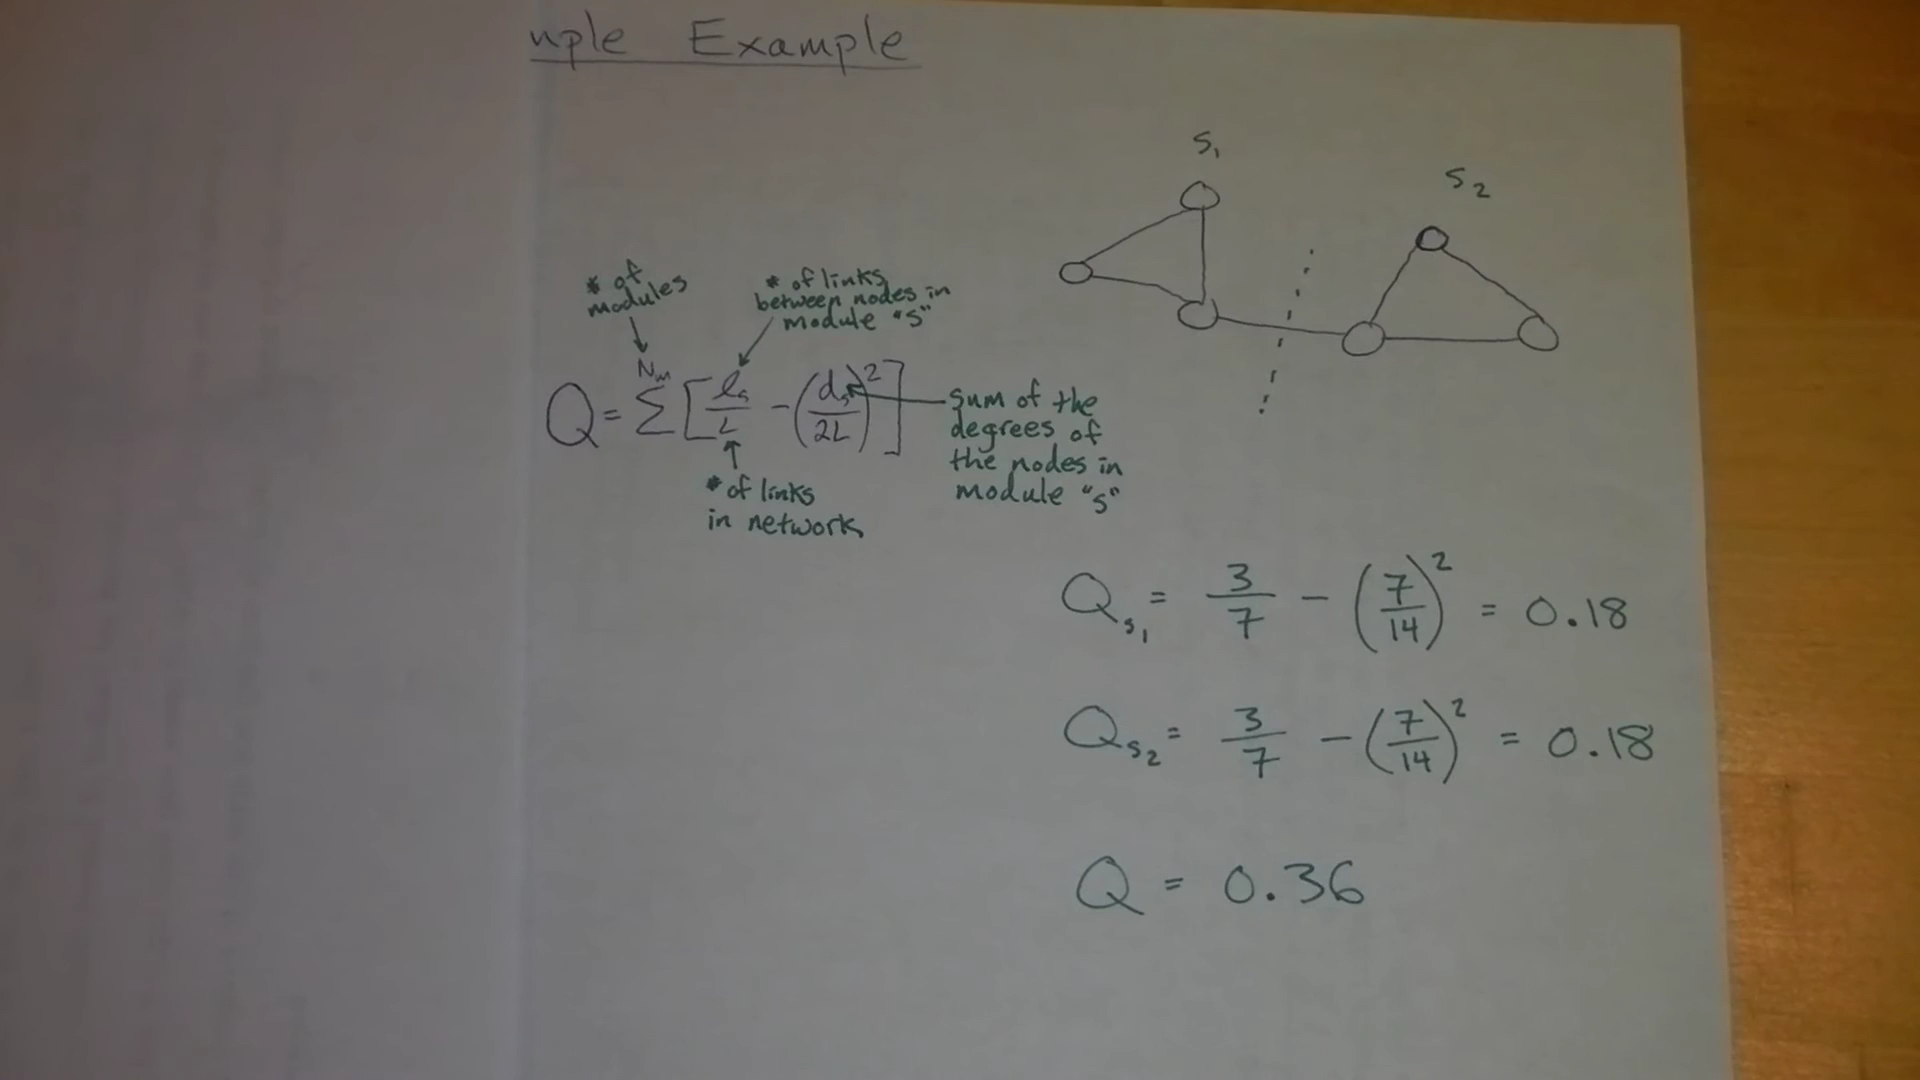 nple Example
S1
S2
# of
modules
# of links
between nodes in
module "s"
Q = Nm Σ [ ls/L - (ds/2L)^2 ]
sum of the
degrees of
the nodes in
module "s"
# of links
in network
Qs1 = 3/7 - (7/14)^2 = 0.18
Qs2 = 3/7 - (7/14)^2 = 0.18
Q = 0.36